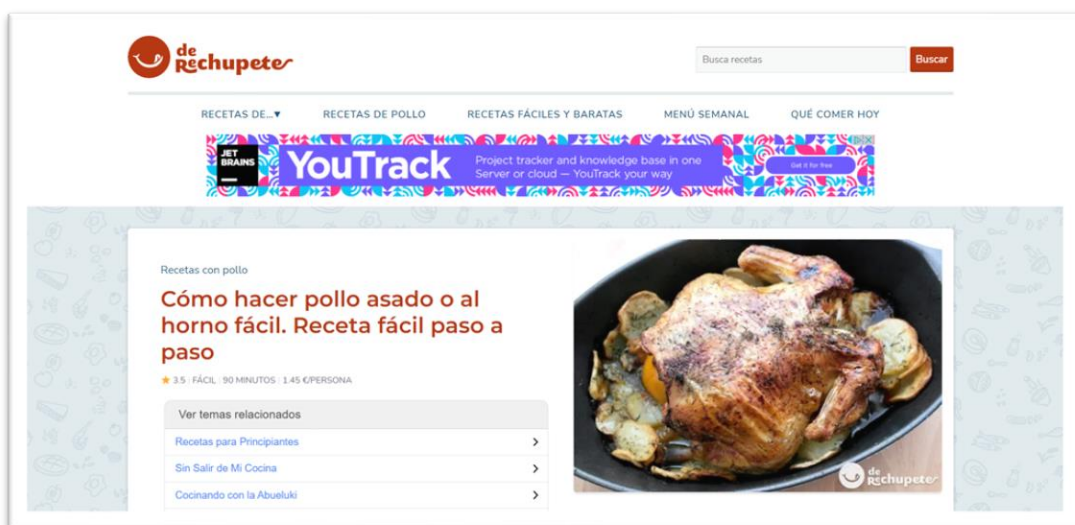 de
Rechupete
Busca recetas
Buscar
RECETAS DE...▼
RECETAS DE POLLO
RECETAS FÁCILES Y BARATAS
MENÚ SEMANAL
QUÉ COMER HOY
JET
BRAINS
YouTrack
Project tracker and knowledge base in one
Server or cloud — YouTrack your way
Get it for free
Recetas con pollo
Cómo hacer pollo asado o al
horno fácil. Receta fácil paso a
paso
3.5 | FÁCIL | 90 MINUTOS | 1.45 €/PERSONA
Ver temas relacionados
Recetas para Principiantes
Sin Salir de Mi Cocina
Cocinando con la Abueluki
de
Rechupete